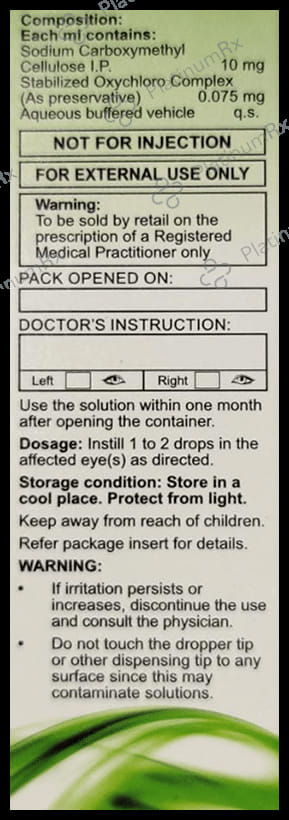 Composition:
Each ml contains:
Sodium Carboxymethyl
Cellulose I.P. 10 mg
Stabilized Oxychloro Complex
(As preservative) 0.075 mg
Aqueous buffered vehicle q.s.
NOT FOR INJECTION
FOR EXTERNAL USE ONLY
Warning:
To be sold by retail on the
prescription of a Registered
Medical Practitioner only
PACK OPENED ON:
DOCTOR'S INSTRUCTION:
Left Right
Use the solution within one month
after opening the container.
Dosage: Instill 1 to 2 drops in the
affected eye(s) as directed.
Storage condition: Store in a
cool place. Protect from light.
Keep away from reach of children.
Refer package insert for details.
WARNING:
• If irritation persists or
increases, discontinue the use
and consult the physician.
• Do not touch the dropper tip
or other dispensing tip to any
surface since this may
contaminate solutions.
PlatinumRx